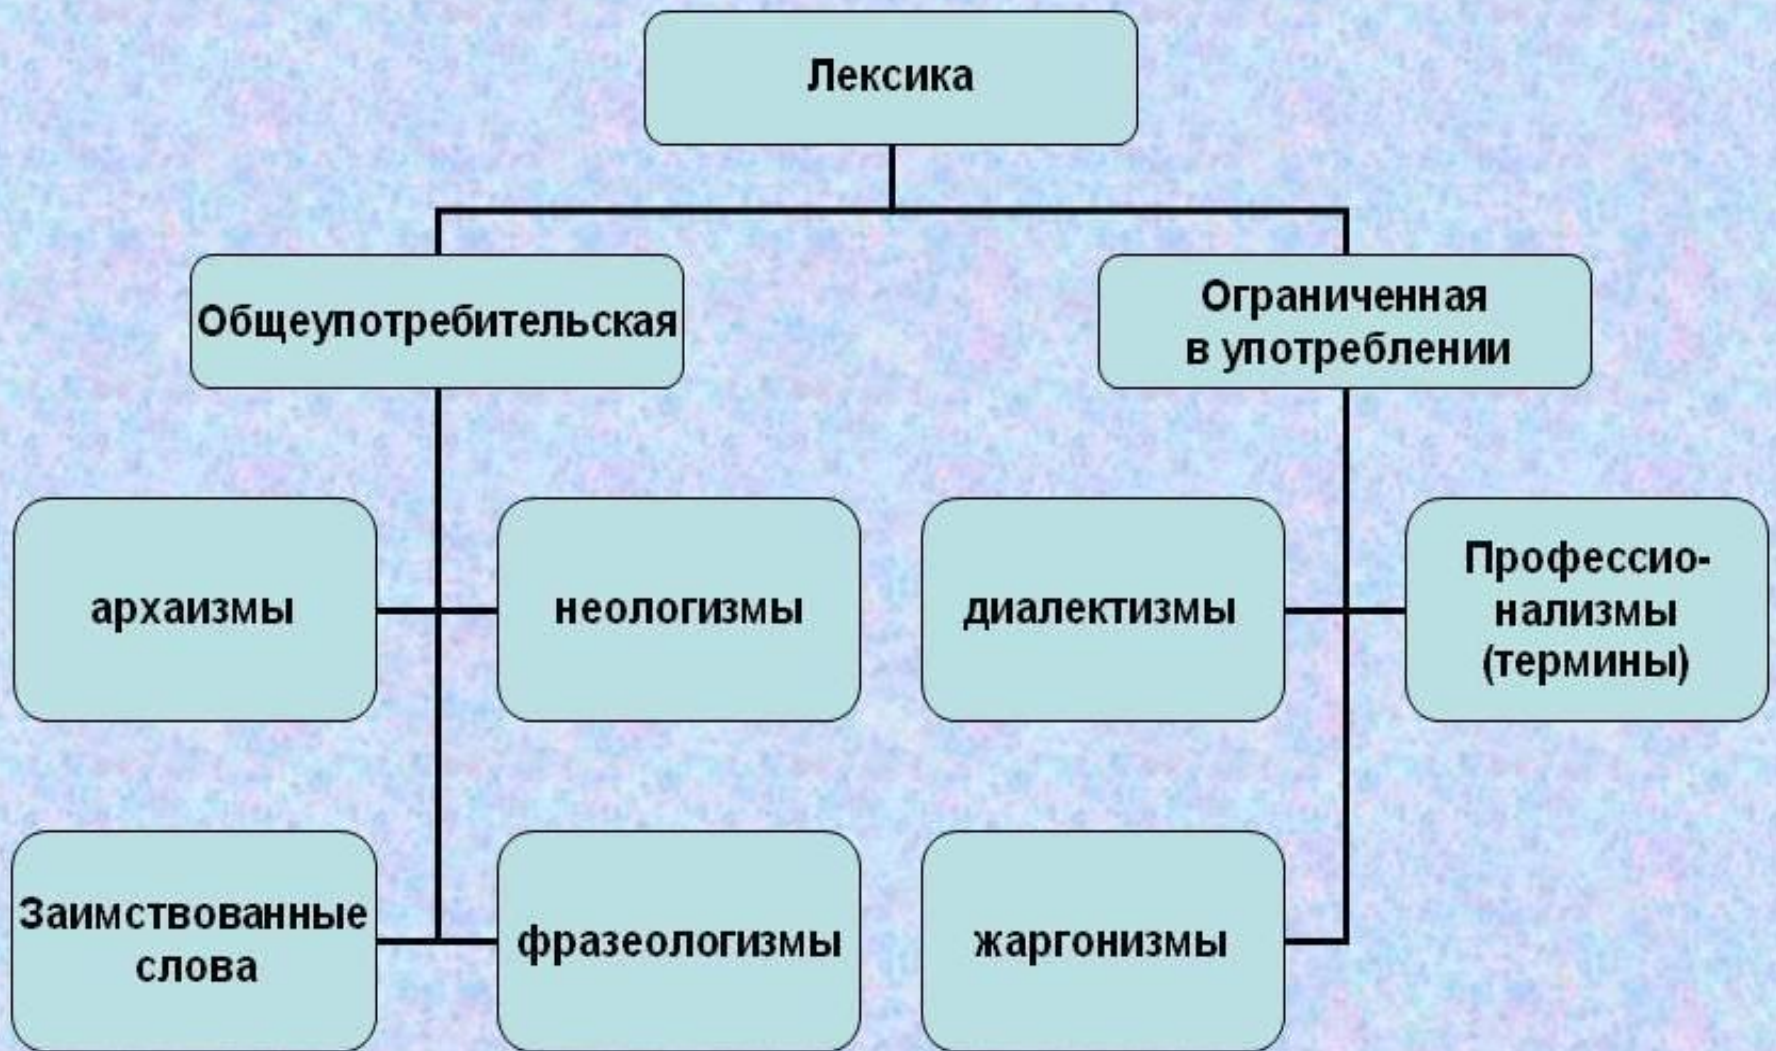 Лексика
Общеупотребительская
Ограниченная
в употреблении
архаизмы
неологизмы
диалектизмы
Профессио-
нализмы
(термины)
Заимствованные
слова
фразеологизмы
жаргонизмы